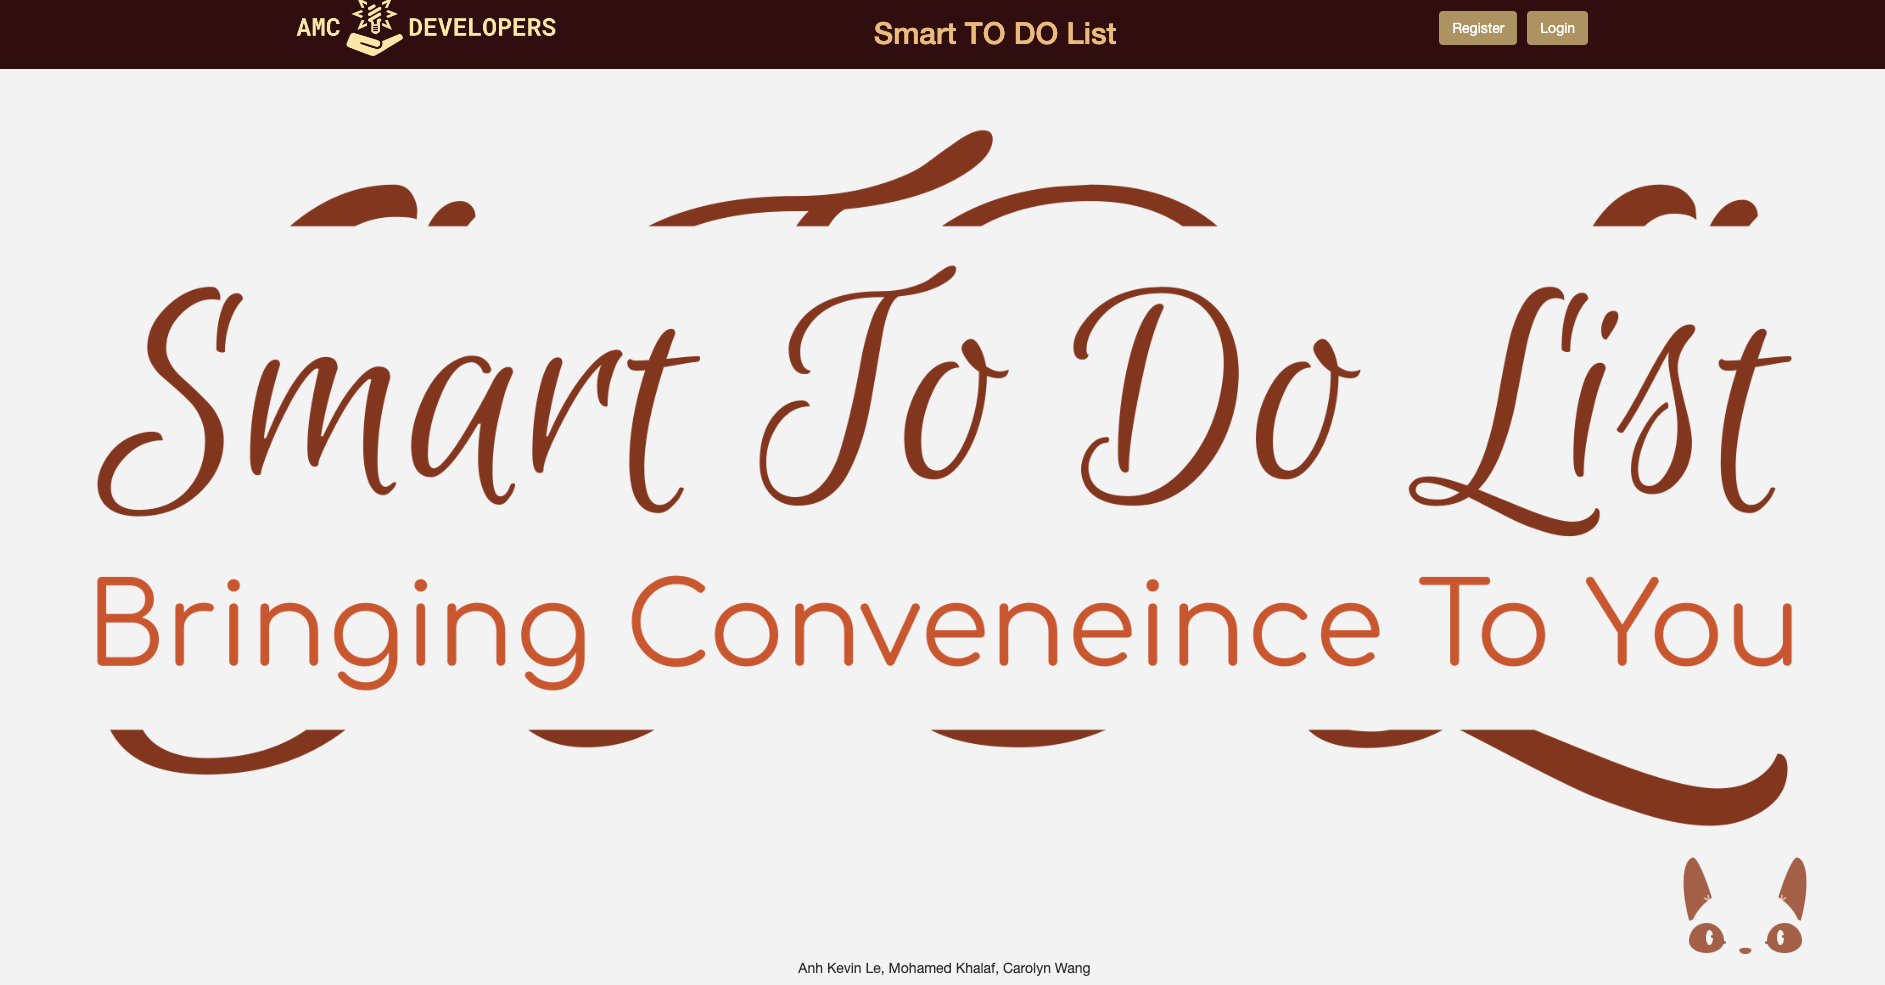 AMC DEVELOPERS
Smart TO DO List
Register
Login
Smart To Do List
Bringing Conveneince To You
Anh Kevin Le, Mohamed Khalaf, Carolyn Wang